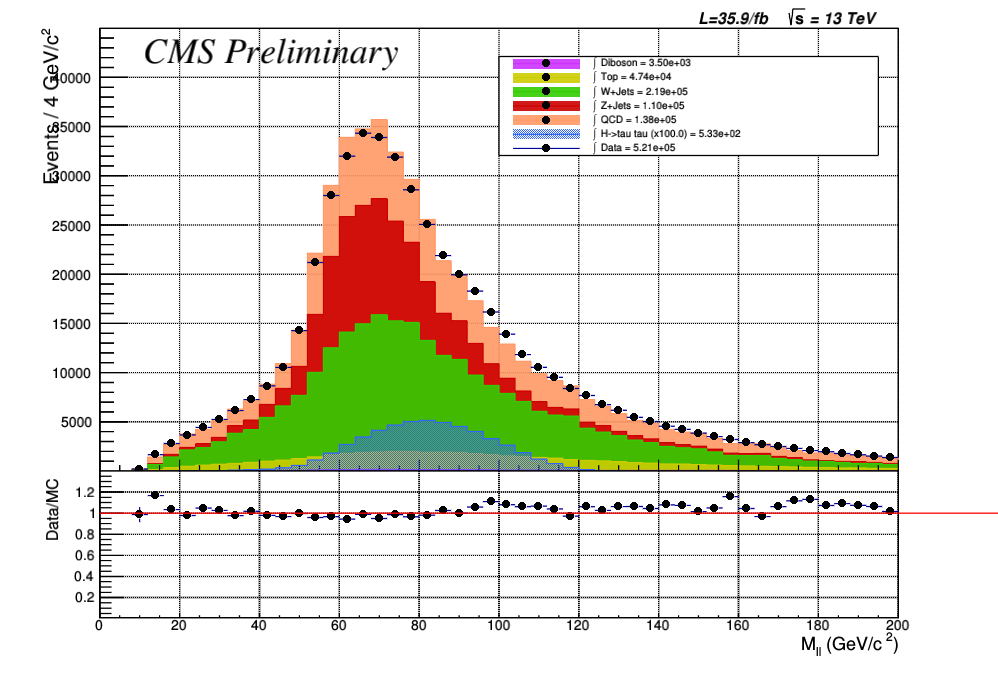 L=35.9/fb √s = 13 TeV
CMS Preliminary
Events / 4 GeV/c²
40000
35000
30000
25000
20000
15000
10000
5000
∫ Diboson = 3.50e+03
∫ Top = 4.74e+04
∫ W+Jets = 2.19e+05
∫ Z+Jets = 1.10e+05
∫ QCD = 1.38e+05
∫ H->tau tau (x100.0) = 5.33e+02
∫ Data = 5.21e+05
Data/MC
1.2
1
0.8
0.6
0.4
0.2
0 20 40 60 80 100 120 140 160 180 200
M_ll (GeV/c²)